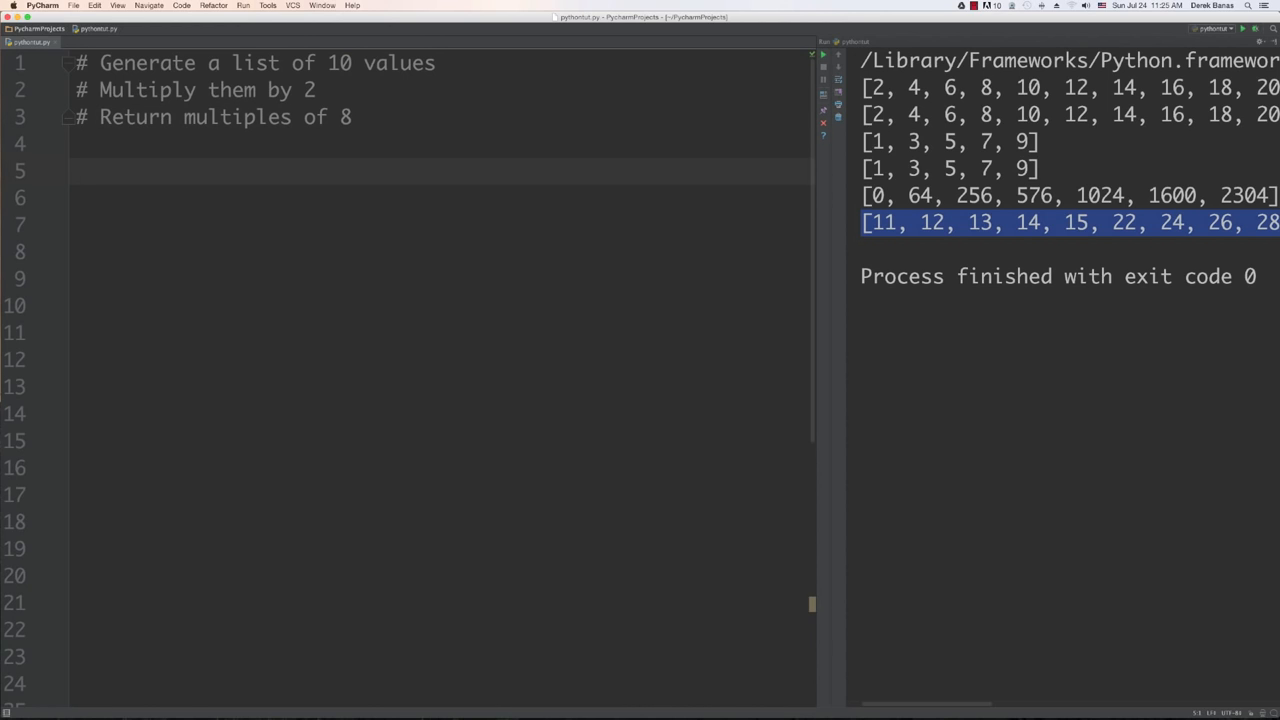 PyCharm File Edit View Navigate Code Refactor Run Tools VCS Window Help
10 Sun Jul 24 11:25 AM Derek Banas
pythontut.py - PycharmProjects - [~/PycharmProjects]
PycharmProjects pythontut.py
pythontut
pythontut.py
Run: pythontut
1 # Generate a list of 10 values
2 # Multiply them by 2
3 # Return multiples of 8
4
5
6
7
8
9
10
11
12
13
14
15
16
17
18
19
20
21
22
23
24
/Library/Frameworks/Python.framewor
[2, 4, 6, 8, 10, 12, 14, 16, 18, 20
[2, 4, 6, 8, 10, 12, 14, 16, 18, 20
[1, 3, 5, 7, 9]
[1, 3, 5, 7, 9]
[0, 64, 256, 576, 1024, 1600, 2304]
[11, 12, 13, 14, 15, 22, 24, 26, 28
Process finished with exit code 0
5:1 LF÷ UTF-8÷